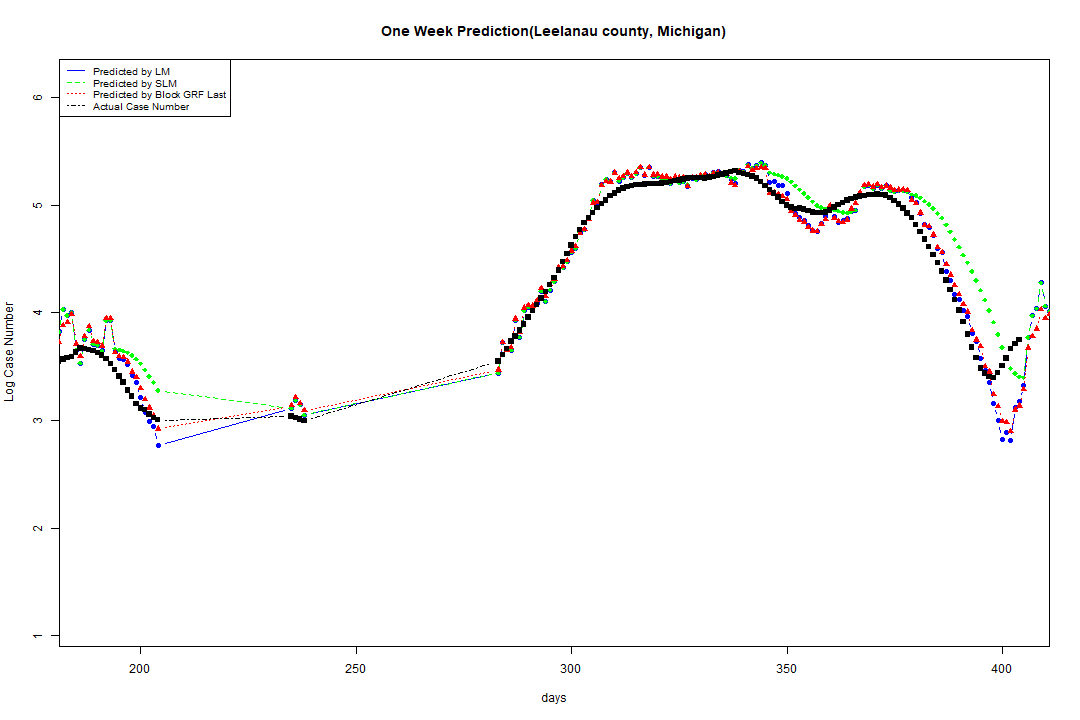 One Week Prediction(Leelanau county, Michigan)
Predicted by LM
Predicted by SLM
Predicted by Block GRF Last
Actual Case Number
Log Case Number
6
5
4
3
2
1
200 250 300 350 400
days